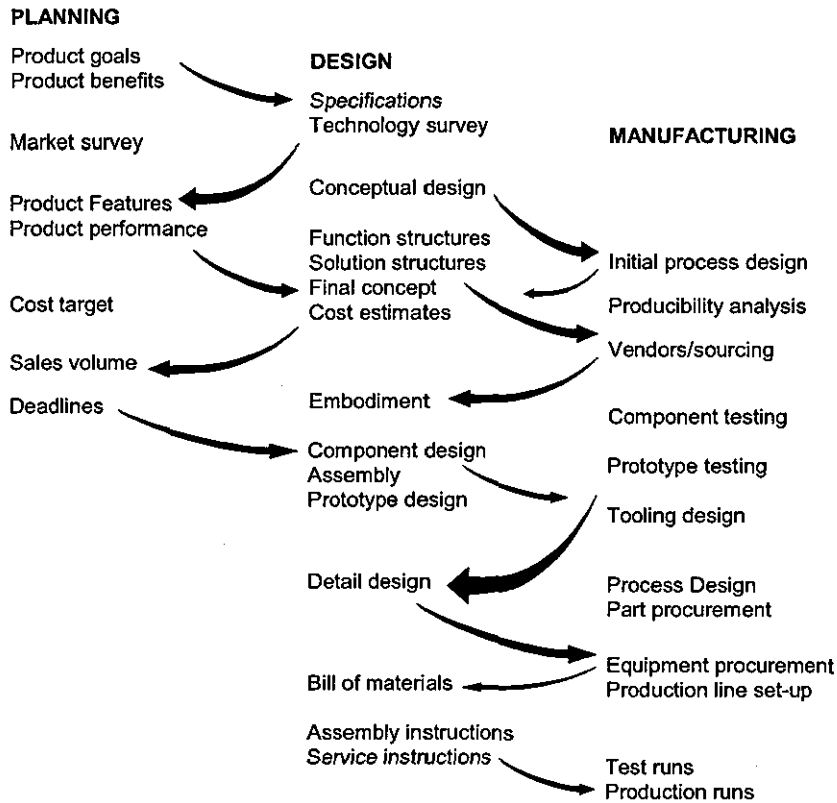 PLANNING
Product goals
Product benefits
Market survey
Product Features
Product performance
Cost target
Sales volume
Deadlines
DESIGN
Specifications
Technology survey
Conceptual design
Function structures
Solution structures
Final concept
Cost estimates
Embodiment
Component design
Assembly
Prototype design
Detail design
Bill of materials
Assembly instructions
Service instructions
MANUFACTURING
Initial process design
Producibility analysis
Vendors/sourcing
Component testing
Prototype testing
Tooling design
Process Design
Part procurement
Equipment procurement
Production line set-up
Test runs
Production runs